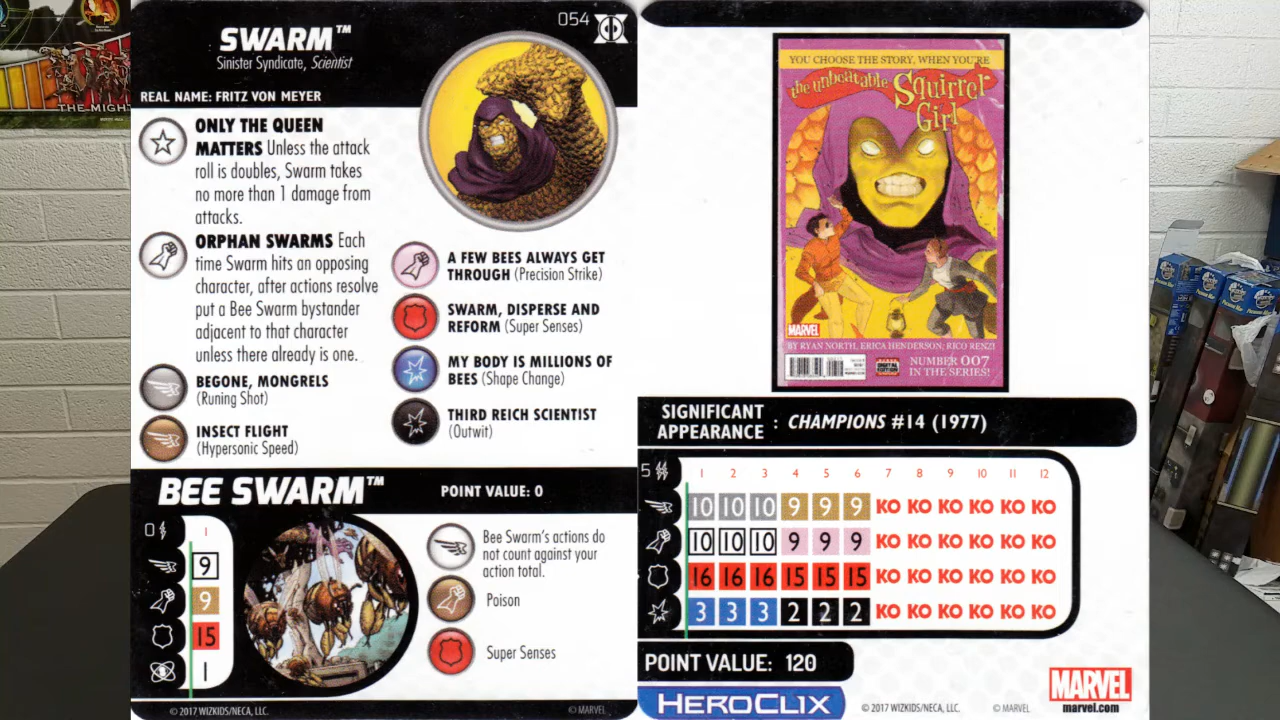 THE MIGH
054
SWARM™
Sinister Syndicate, Scientist
REAL NAME: FRITZ VON MEYER
ONLY THE QUEEN
MATTERS Unless the attack
roll is doubles, Swarm takes
no more than 1 damage from
attacks.
ORPHAN SWARMS Each
time Swarm hits an opposing
character, after actions resolve
put a Bee Swarm bystander
adjacent to that character
unless there already is one.
BEGONE, MONGRELS
(Runing Shot)
INSECT FLIGHT
(Hypersonic Speed)
A FEW BEES ALWAYS GET
THROUGH (Precision Strike)
SWARM, DISPERSE AND
REFORM (Super Senses)
MY BODY IS MILLIONS OF
BEES (Shape Change)
THIRD REICH SCIENTIST
(Outwit)
BEE SWARM™
POINT VALUE: 0
0
1
9
9
15
1
Bee Swarm's actions do
not count against your
action total.
Poison
Super Senses
© 2017 WIZKIDS/NECA, LLC.
© MARVEL
YOU CHOOSE THE STORY, WHEN YOU'RE
the unbeatable
Squirrel
Girl
MARVEL
BY RYAN NORTH, ERICA HENDERSON; RICO RENZI
DIGITAL
EDITION
NUMBER 007
IN THE SERIES!
SIGNIFICANT
APPEARANCE : CHAMPIONS #14 (1977)
5 1 2 3 4 5 6 7 8 9 10 11 12
10 10 10 9 9 9 KO KO KO KO KO KO
10 10 10 9 9 9 KO KO KO KO KO KO
16 16 16 15 15 15 KO KO KO KO KO KO
3 3 3 2 2 2 KO KO KO KO KO KO
POINT VALUE: 120
HEROCLIX
© 2017 WIZKIDS/NECA, LLC.
© MARVEL
MARVEL
marvel.com